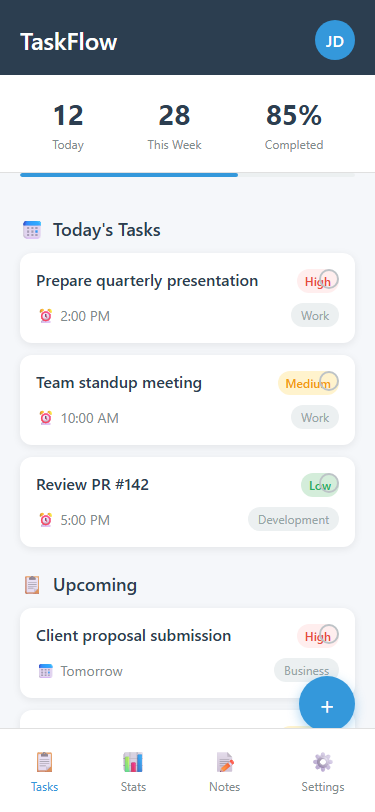 TaskFlow
JD
12
28
85%
Today
This Week
Completed
Today's Tasks
Prepare quarterly presentation
High
2:00 PM
Work
Team standup meeting
Medium
10:00 AM
Work
Review PR #142
Low
5:00 PM
Development
Upcoming
Client proposal submission
High
Tomorrow
Business
+
Tasks
Stats
Notes
Settings